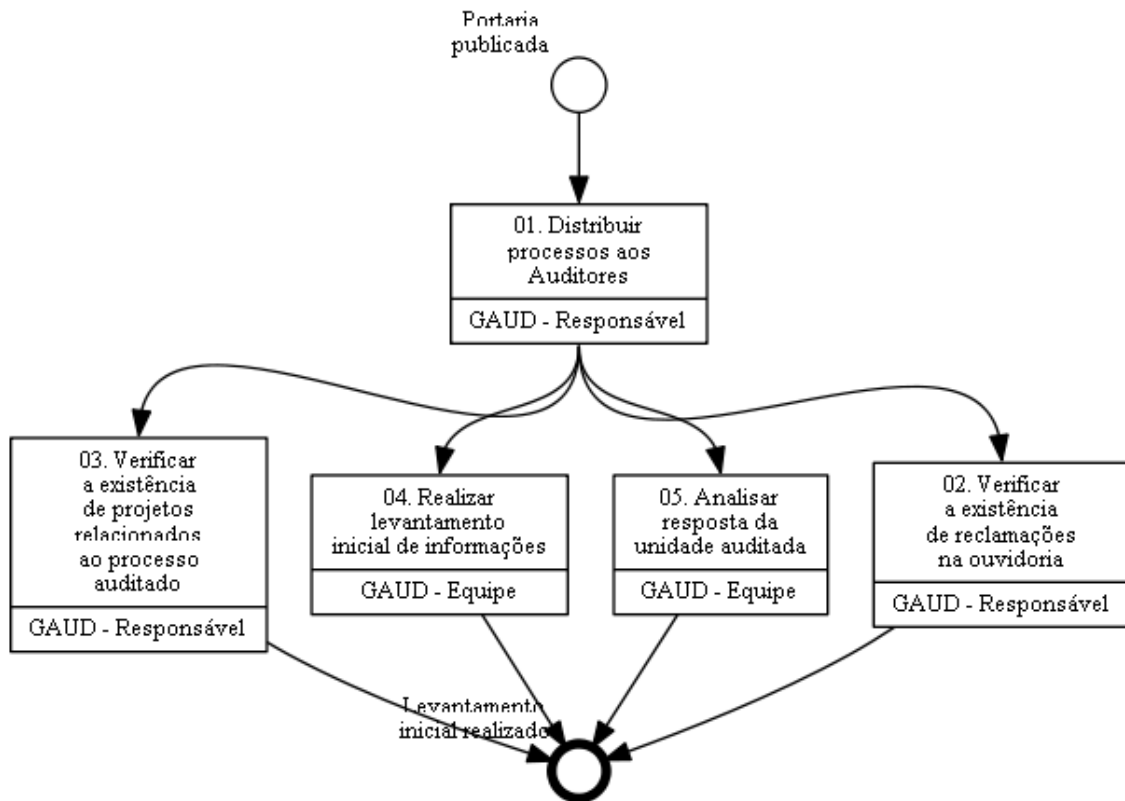 Portaria
publicada
01. Distribuir
processos aos
Auditores
GAUD - Responsável
03. Verificar
a existência
de projetos
relacionados
ao processo
auditado
GAUD - Responsável
04. Realizar
levantamento
inicial de informações
GAUD - Equipe
05. Analisar
resposta da
unidade auditada
GAUD - Equipe
02. Verificar
a existência
de reclamações
na ouvidoria
GAUD - Responsável
Levantamento
inicial realizado